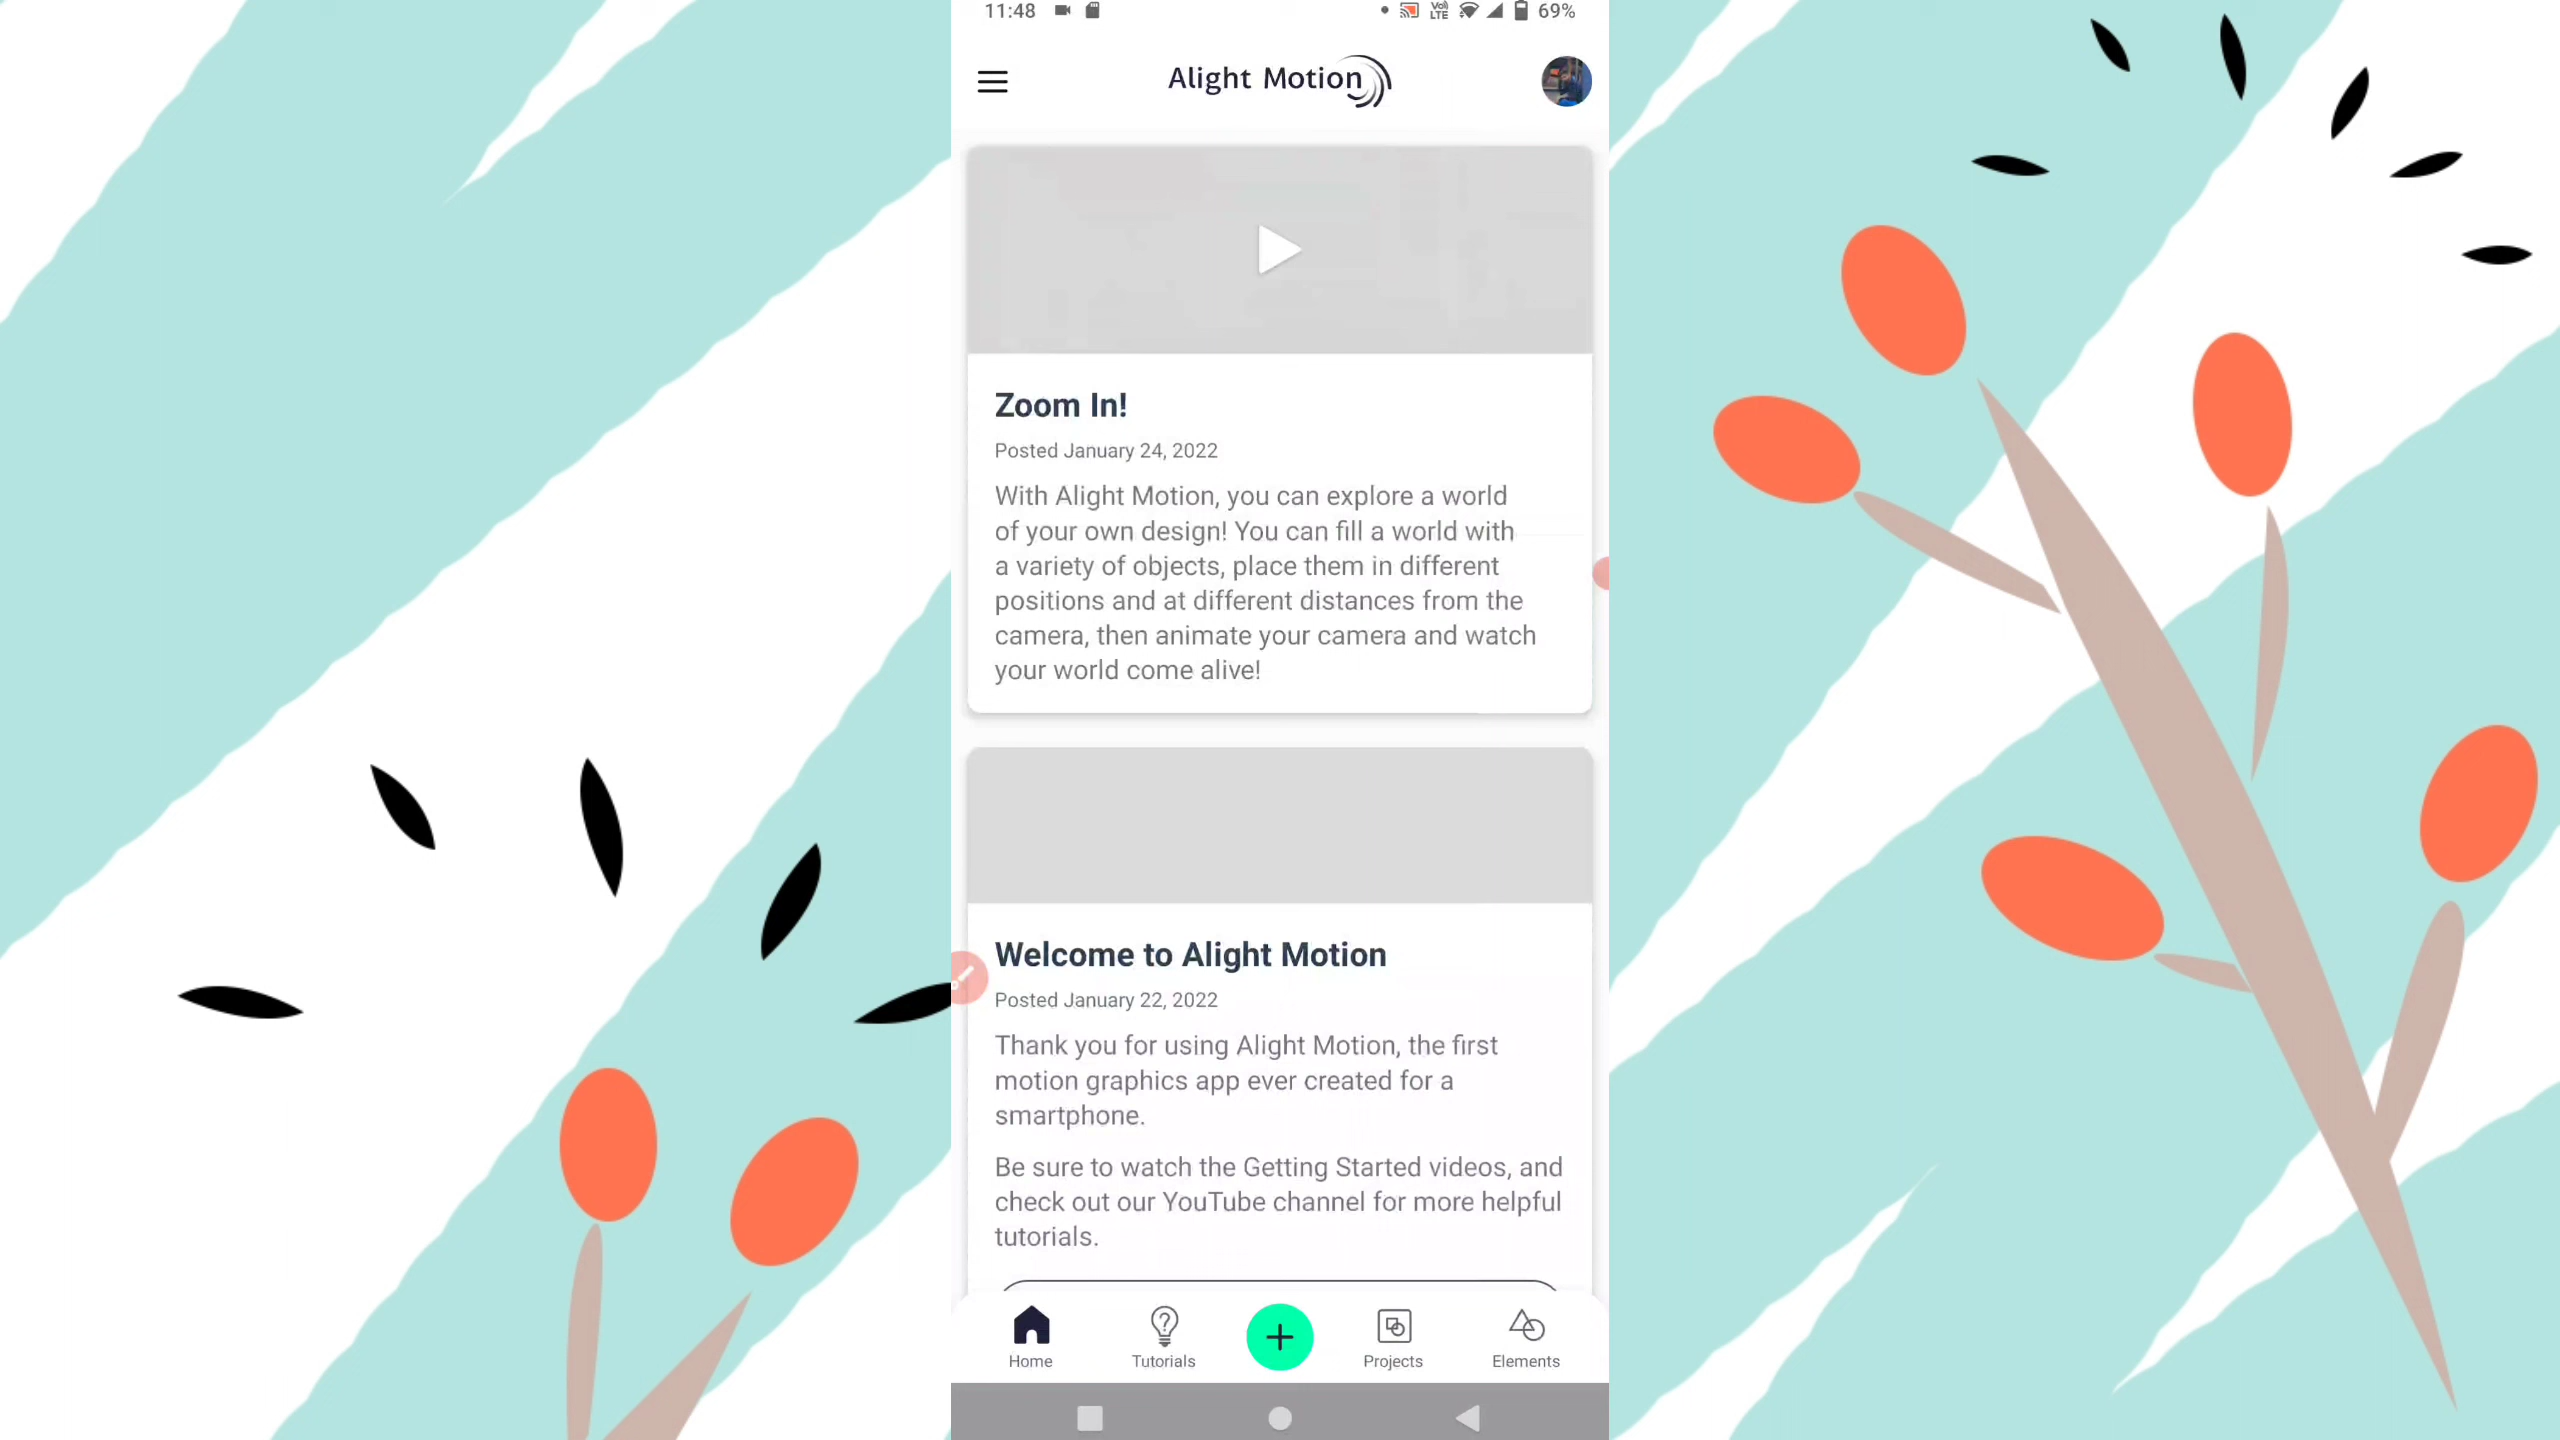 11:48
Vo) LTE
69%
Alight Motion
Zoom In!
Posted January 24, 2022
With Alight Motion, you can explore a world
of your own design! You can fill a world with
a variety of objects, place them in different
positions and at different distances from the
camera, then animate your camera and watch
your world come alive!
Welcome to Alight Motion
Posted January 22, 2022
Thank you for using Alight Motion, the first
motion graphics app ever created for a
smartphone.
Be sure to watch the Getting Started videos, and
check out our YouTube channel for more helpful
tutorials.
Home
Tutorials
Projects
Elements